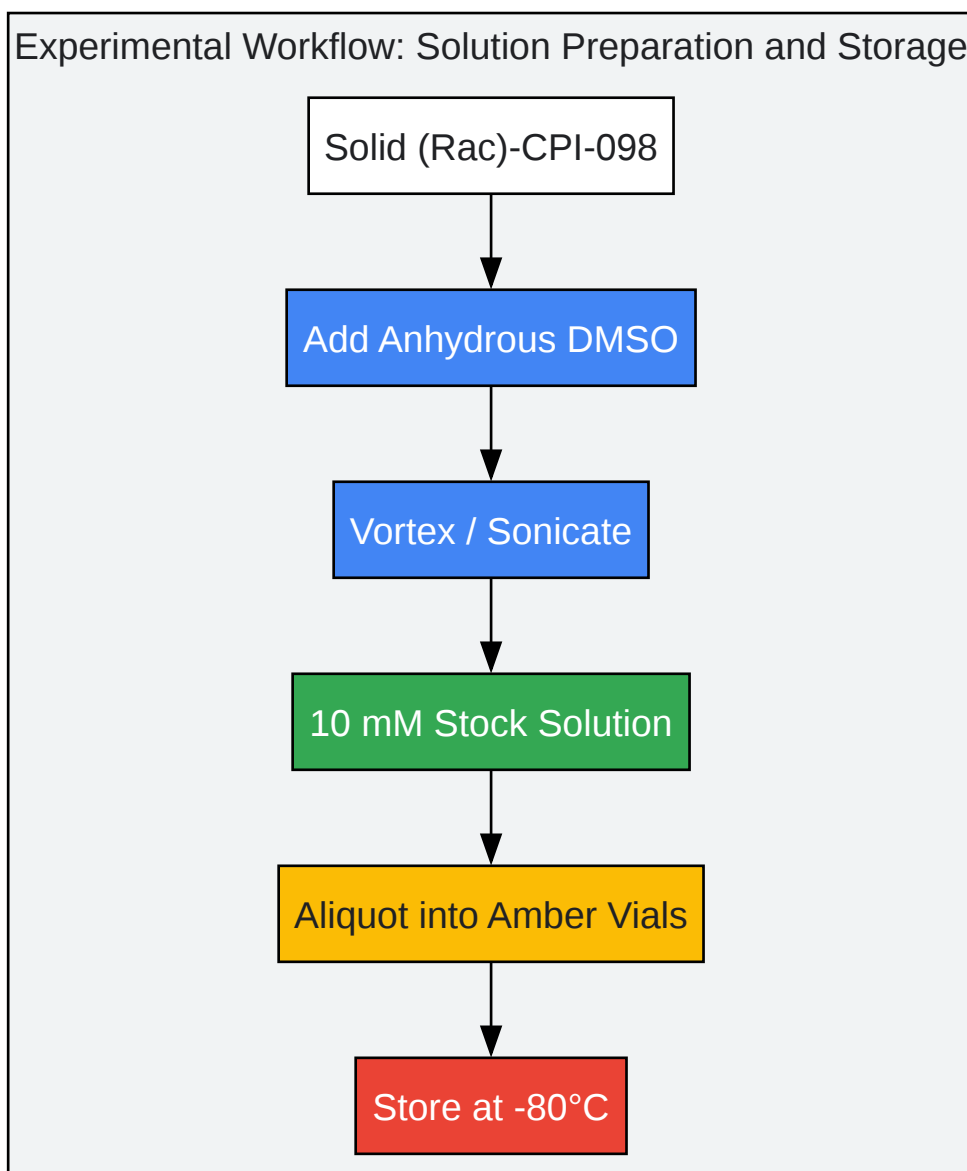 Experimental Workflow: Solution Preparation and Storage
Solid (Rac)-CPI-098
Add Anhydrous DMSO
Vortex / Sonicate
10 mM Stock Solution
Aliquot into Amber Vials
Store at -80°C